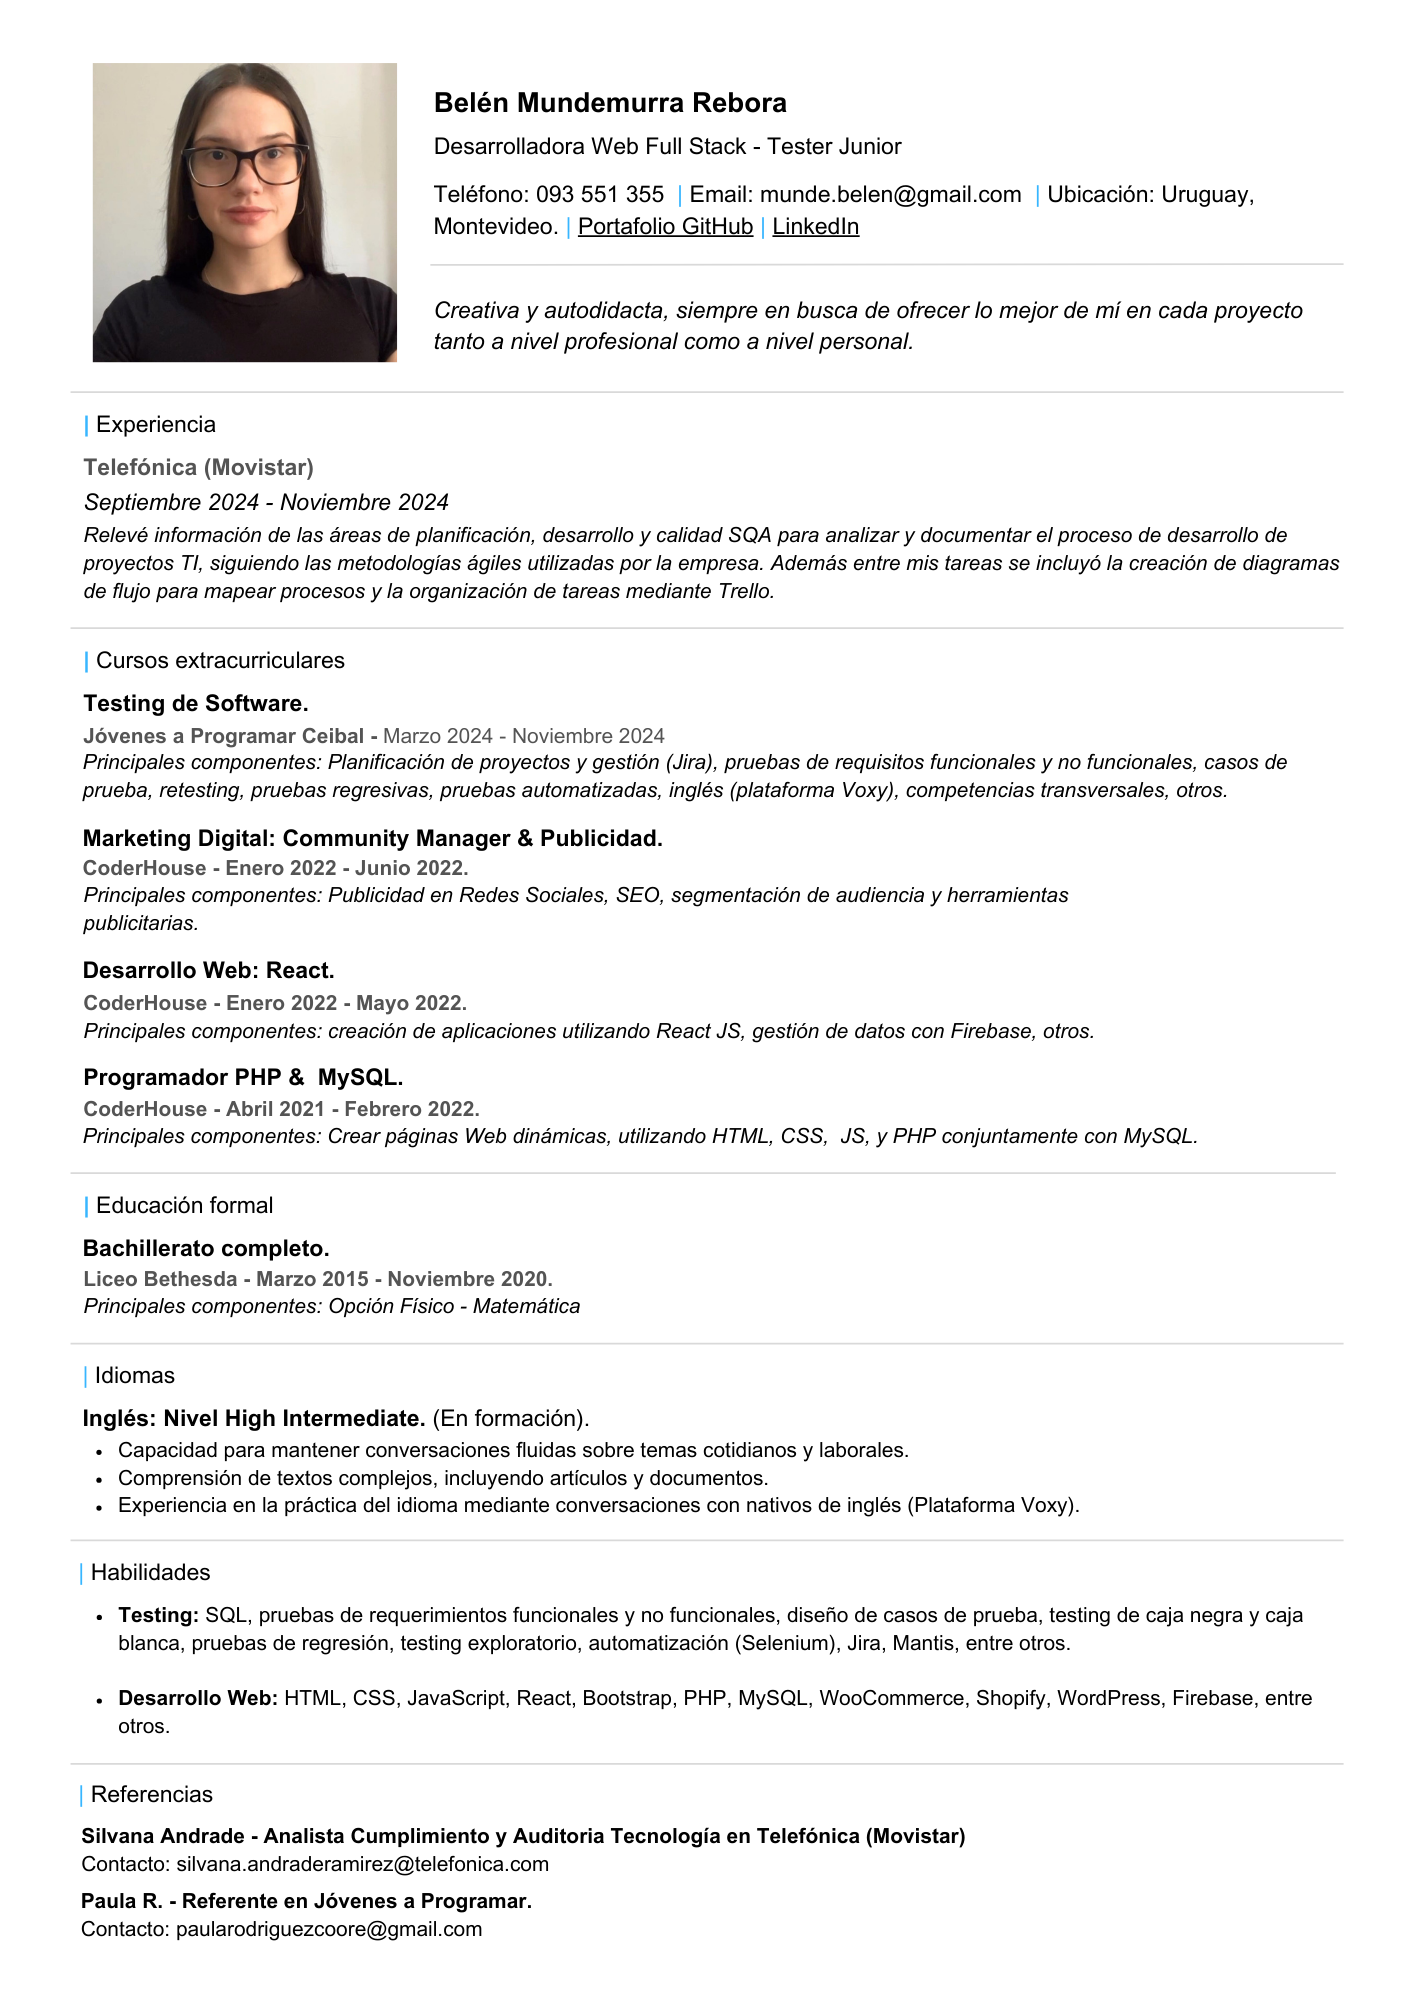 Belén Mundemurra Rebora
Desarrolladora Web Full Stack - Tester Junior
Teléfono: 093 551 355 | Email: munde.belen@gmail.com | Ubicación: Uruguay,
Montevideo. | Portafolio GitHub | LinkedIn
Creativa y autodidacta, siempre en busca de ofrecer lo mejor de mí en cada proyecto
tanto a nivel profesional como a nivel personal.
| Experiencia
Telefónica (Movistar)
Septiembre 2024 - Noviembre 2024
Relevé información de las áreas de planificación, desarrollo y calidad SQA para analizar y documentar el proceso de desarrollo de
proyectos TI, siguiendo las metodologías ágiles utilizadas por la empresa. Además entre mis tareas se incluyó la creación de diagramas
de flujo para mapear procesos y la organización de tareas mediante Trello.
| Cursos extracurriculares
Testing de Software.
Jóvenes a Programar Ceibal - Marzo 2024 - Noviembre 2024
Principales componentes: Planificación de proyectos y gestión (Jira), pruebas de requisitos funcionales y no funcionales, casos de
prueba, retesting, pruebas regresivas, pruebas automatizadas, inglés (plataforma Voxy), competencias transversales, otros.
Marketing Digital: Community Manager & Publicidad.
CoderHouse - Enero 2022 - Junio 2022.
Principales componentes: Publicidad en Redes Sociales, SEO, segmentación de audiencia y herramientas
publicitarias.
Desarrollo Web: React.
CoderHouse - Enero 2022 - Mayo 2022.
Principales componentes: creación de aplicaciones utilizando React JS, gestión de datos con Firebase, otros.
Programador PHP & MySQL.
CoderHouse - Abril 2021 - Febrero 2022.
Principales componentes: Crear páginas Web dinámicas, utilizando HTML, CSS, JS, y PHP conjuntamente con MySQL.
| Educación formal
Bachillerato completo.
Liceo Bethesda - Marzo 2015 - Noviembre 2020.
Principales componentes: Opción Físico - Matemática
| Idiomas
Inglés: Nivel High Intermediate. (En formación).
• Capacidad para mantener conversaciones fluidas sobre temas cotidianos y laborales.
• Comprensión de textos complejos, incluyendo artículos y documentos.
• Experiencia en la práctica del idioma mediante conversaciones con nativos de inglés (Plataforma Voxy).
| Habilidades
• Testing: SQL, pruebas de requerimientos funcionales y no funcionales, diseño de casos de prueba, testing de caja negra y caja
blanca, pruebas de regresión, testing exploratorio, automatización (Selenium), Jira, Mantis, entre otros.
• Desarrollo Web: HTML, CSS, JavaScript, React, Bootstrap, PHP, MySQL, WooCommerce, Shopify, WordPress, Firebase, entre
otros.
| Referencias
Silvana Andrade - Analista Cumplimiento y Auditoria Tecnología en Telefónica (Movistar)
Contacto: silvana.andraderamirez@telefonica.com
Paula R. - Referente en Jóvenes a Programar.
Contacto: paularodriguezcoore@gmail.com